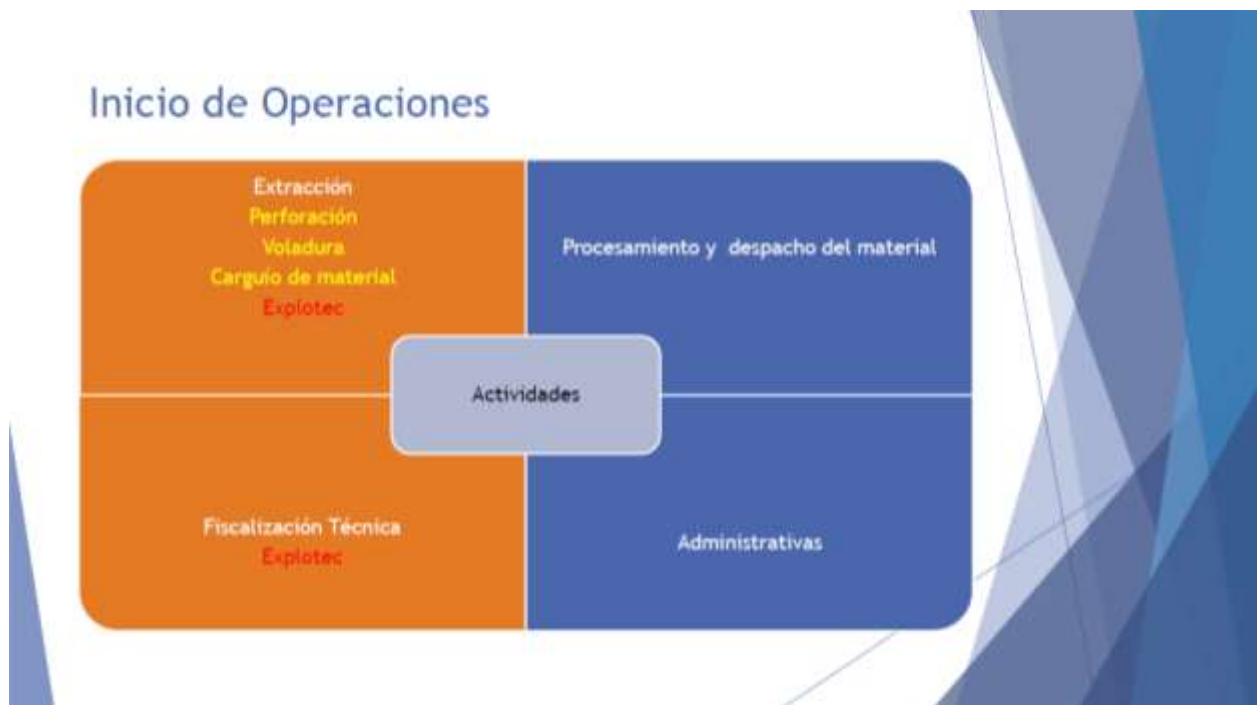 Inicio de Operaciones
Extracción
Perforación
Voladura
Carguío de material
Explotec
Procesamiento y despacho del material
Actividades
Fiscalización Técnica
Explotec
Administrativas